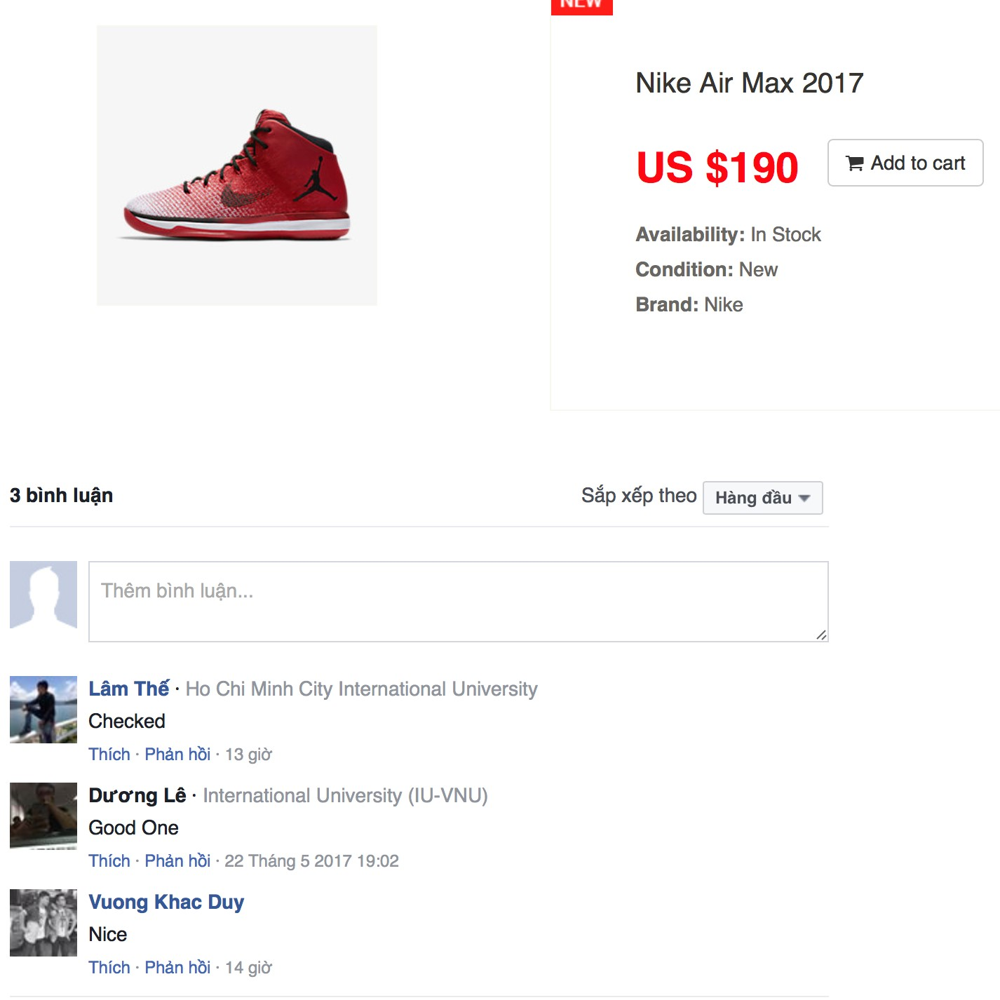 NEW
Nike Air Max 2017
US $190
Add to cart
Availability: In Stock
Condition: New
Brand: Nike
3 bình luận
Sắp xếp theo Hàng đầu
Thêm bình luận...
Lâm Thế · Ho Chi Minh City International University
Checked
Thích · Phản hồi · 13 giờ
Dương Lê · International University (IU-VNU)
Good One
Thích · Phản hồi · 22 Tháng 5 2017 19:02
Vuong Khac Duy
Nice
Thích · Phản hồi · 14 giờ